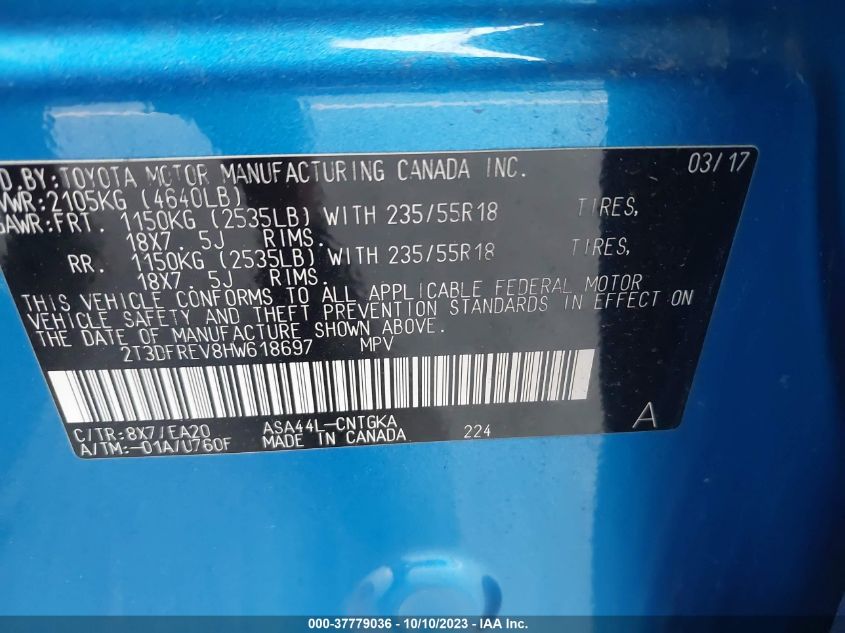 D.BY:TOYOTA MOTOR MANUFACTURING CANADA INC. 03/17
VWR:2105KG (4640LB)
GAWR:FRT. 1150KG (2535LB) WITH 235/55R18 TIRES,
18X7.5J RIMS.
RR. 1150KG (2535LB) WITH 235/55R18 TIRES,
18X7.5J RIMS.
THIS VEHICLE CONFORMS TO ALL APPLICABLE FEDERAL MOTOR
VEHICLE SAFETY AND THEFT PREVENTION STANDARDS IN EFFECT ON
THE DATE OF MANUFACTURE SHOWN ABOVE.
2T3DFREV8HW618697 MPV
C/TR:8X7/EA20 ASA44L-CNTGKA 224 A
A/TM:-01A/U760F MADE IN CANADA
000-37779036 - 10/10/2023 - IAA Inc.